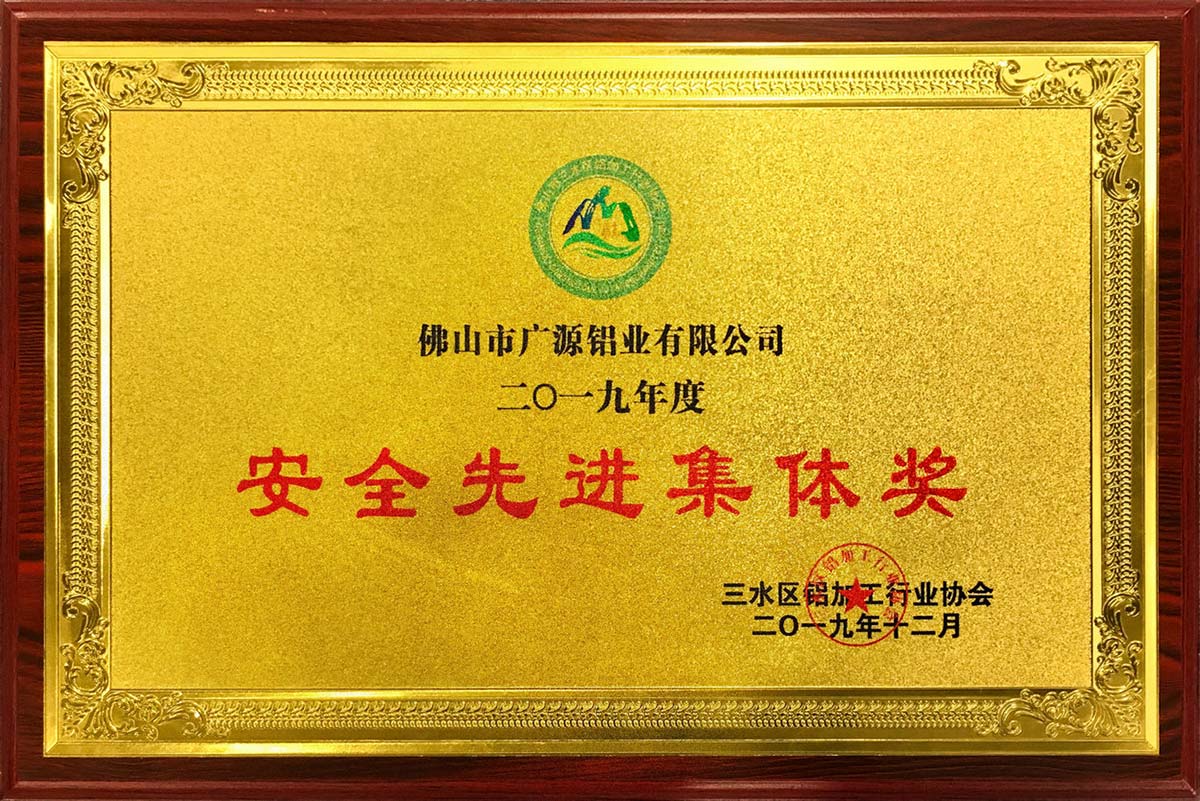 佛山市广源铝业有限公司
二〇一九年度
安全先进集体奖
三水区铝加工行业协会
二〇一九年十二月